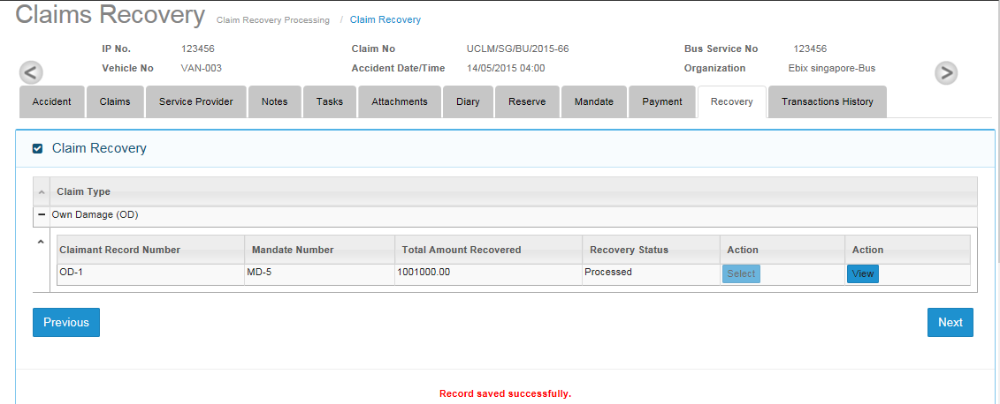 Claims Recovery Claim Recovery Processing / Claim Recovery
IP No. 123456 Claim No UCLM/SG/BU/2015-66 Bus Service No 123456
Vehicle No VAN-003 Accident Date/Time 14/05/2015 04:00 Organization Ebix singapore-Bus
Accident Claims Service Provider Notes Tasks Attachments Diary Reserve Mandate Payment Recovery Transactions History
Claim Recovery
Claim Type
Own Damage (OD)
Claimant Record Number Mandate Number Total Amount Recovered Recovery Status Action Action
OD-1 MD-5 1001000.00 Processed Select View
Previous Next
Record saved successfully.